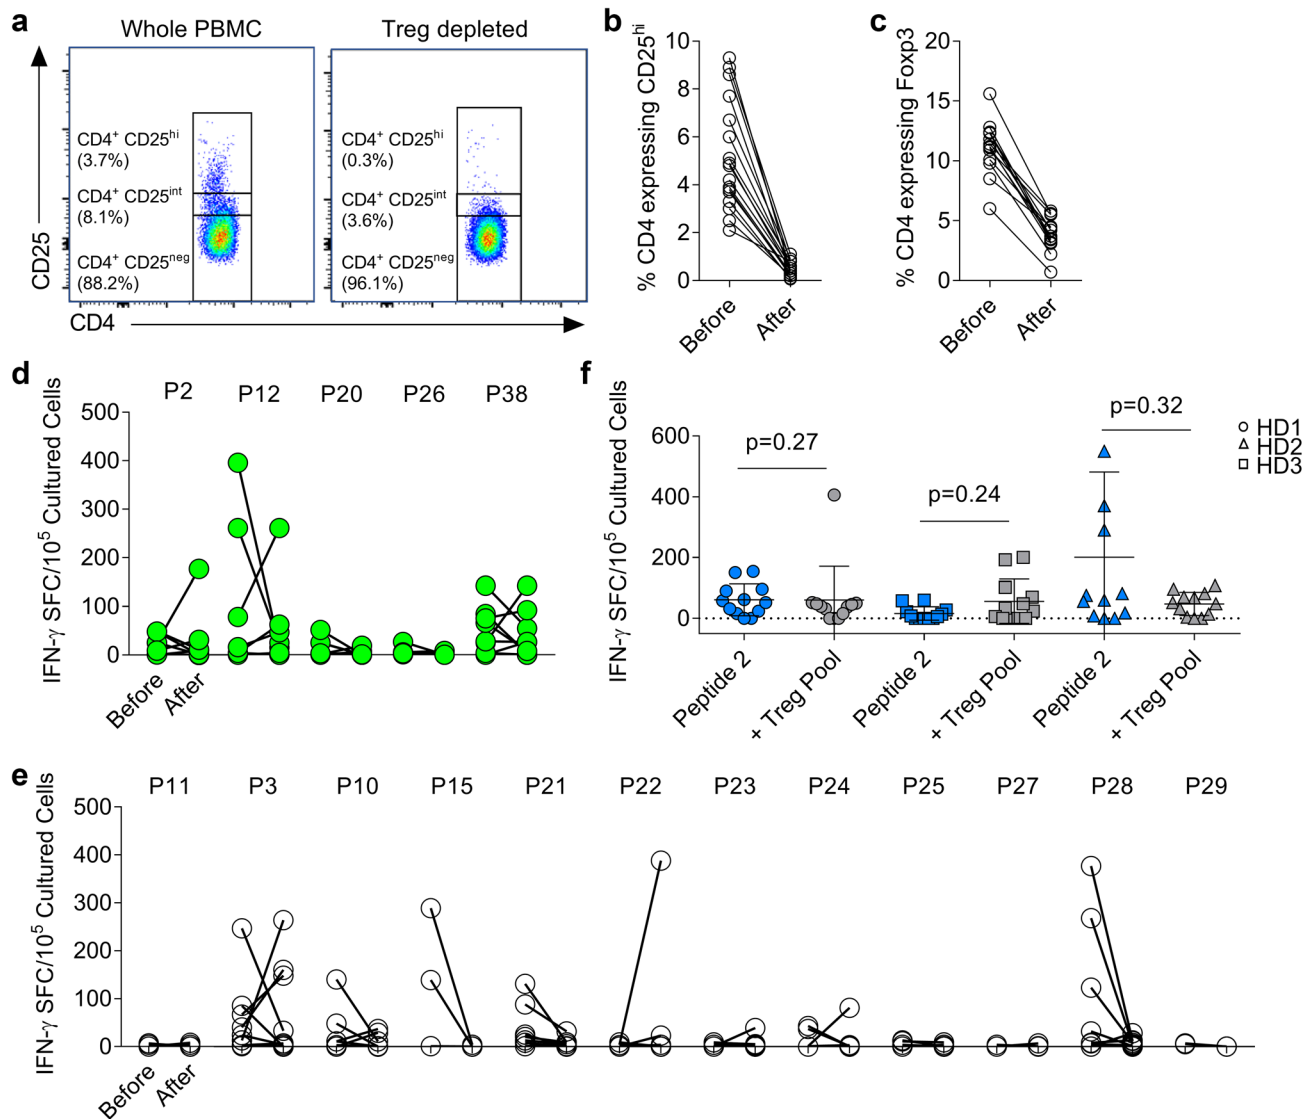 a
Whole PBMC
Treg depleted
CD25
CD4⁺ CD25ʰⁱ
(3.7%)
CD4⁺ CD25ⁱⁿᵗ
(8.1%)
CD4⁺ CD25ⁿᵉᵍ
(88.2%)
CD4⁺ CD25ʰⁱ
(0.3%)
CD4⁺ CD25ⁱⁿᵗ
(3.6%)
CD4⁺ CD25ⁿᵉᵍ
(96.1%)
CD4
b
% CD4 expressing CD25ʰⁱ
10
8
6
4
2
0
Before
After
c
% CD4 expressing Foxp3
20
15
10
5
0
Before
After
d
IFN-γ SFC/10⁵ Cultured Cells
P2 P12 P20 P26 P38
500
400
300
200
100
0
Before
After
f
IFN-γ SFC/10⁵ Cultured Cells
600
400
200
0
p=0.27
p=0.24
p=0.32
HD1
HD2
HD3
Peptide 2
+ Treg Pool
Peptide 2
+ Treg Pool
Peptide 2
+ Treg Pool
e
IFN-γ SFC/10⁵ Cultured Cells
P11 P3 P10 P15 P21 P22 P23 P24 P25 P27 P28 P29
500
400
300
200
100
0
Before
After